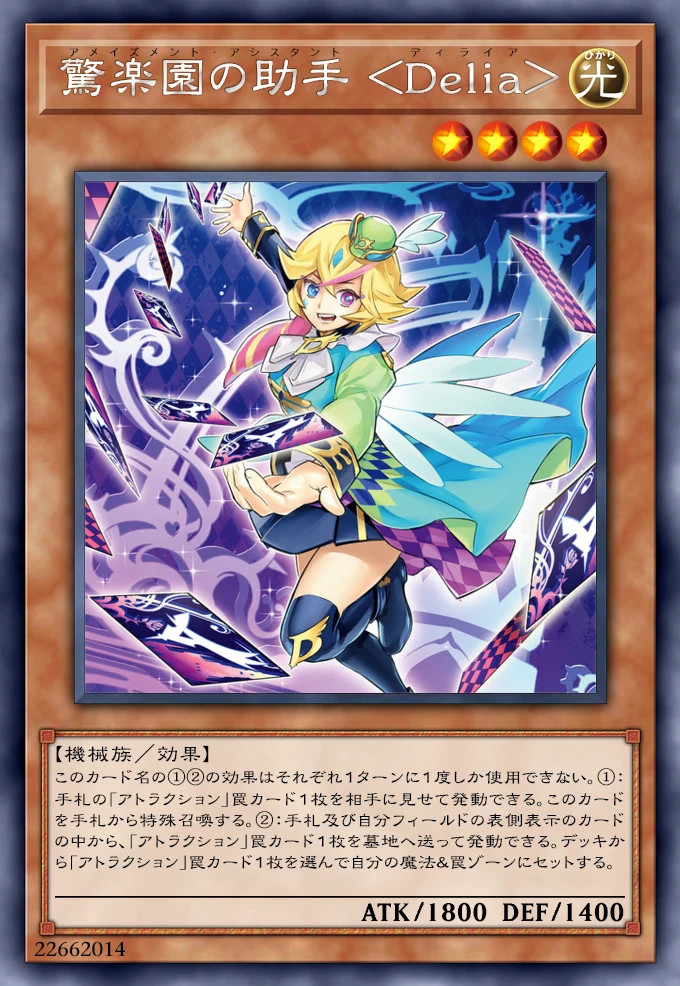 アメイズメント・アシスタント ディライア
驚楽園の助手 <Delia>
ひかり
光
【機械族／効果】
このカード名の①②の効果はそれぞれ1ターンに1度しか使用できない。①：
手札の「アトラクション」罠カード1枚を相手に見せて発動できる。このカード
を手札から特殊召喚する。②：手札及び自分フィールドの表側表示のカード
の中から、「アトラクション」罠カード1枚を墓地へ送って発動できる。デッキか
ら「アトラクション」罠カード1枚を選んで自分の魔法&罠ゾーンにセットする。
ATK/1800 DEF/1400
22662014
D